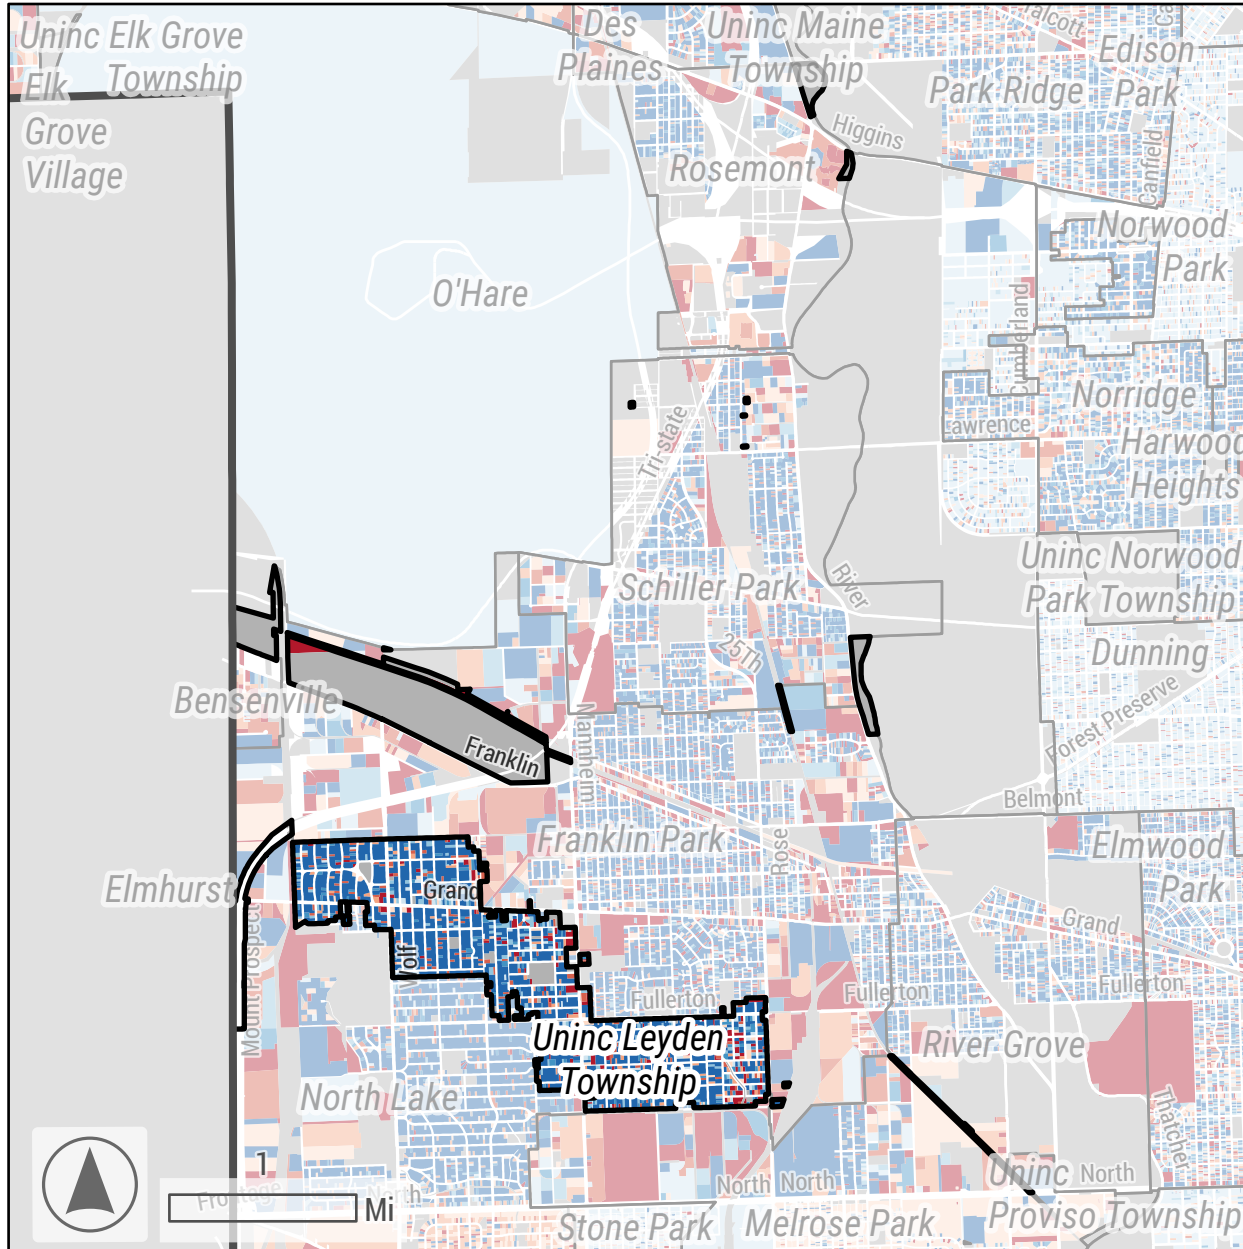 Uninc Elk Grove
Township
Elk
Grove
Village
Des
Plaines
Uninc Maine
Township
Talcott
Edison
Park
Park Ridge
Higgins
Canfield
Rosemont
Norwood
Park
O'Hare
Cumberland
Norridge
Lawrence
Harwood
Heights
Tri-state
Uninc Norwood
Park Township
Schiller Park
River
25Th
Dunning
Bensenville
Franklin
Mannheim
Forest Preserve
Belmont
Franklin Park
Rose
Elmwood
Park
Elmhurst
Grand
Grand
Mount Prospect
Wolf
Fullerton
Fullerton
Fullerton
Uninc Leyden
Township
River Grove
North Lake
Thatcher
1
Mi
Frontage
North
North
North
North
Uninc
Proviso Township
Stone Park
Melrose Park